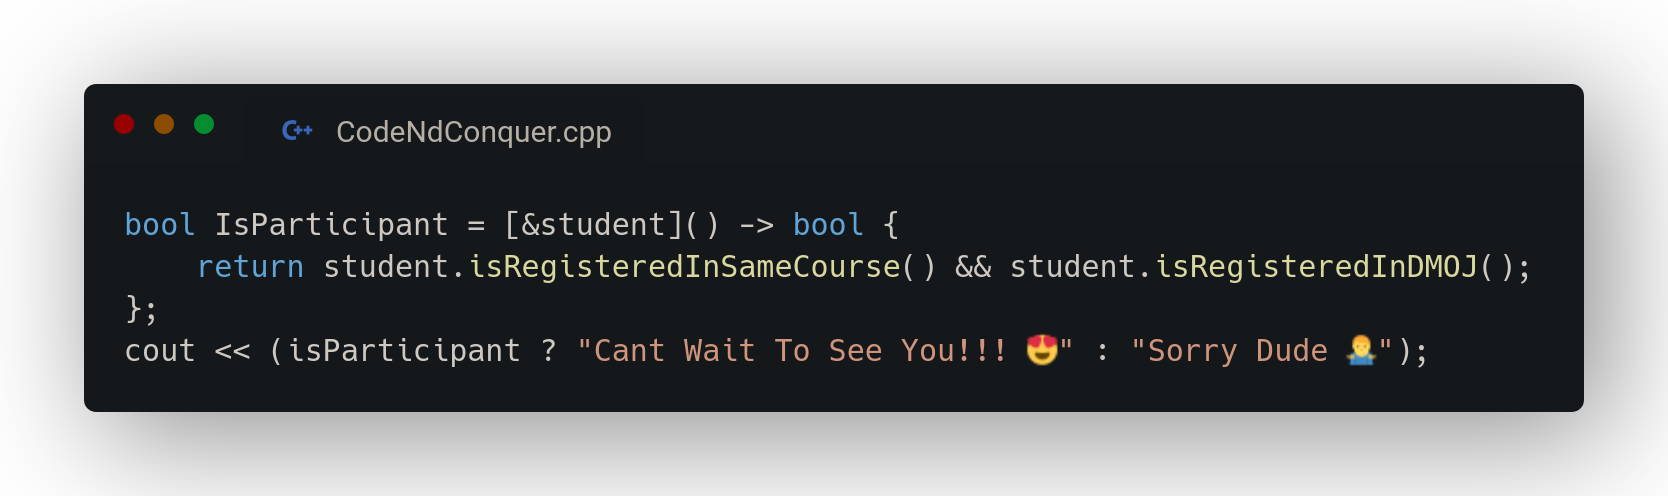 C++ CodeNdConquer.cpp
bool IsParticipant = [&student]() -> bool {
    return student.isRegisteredInSameCourse() && student.isRegisteredInDMOJ();
};
cout << (isParticipant ? "Cant Wait To See You!!! 😍" : "Sorry Dude 🤷‍♂️");